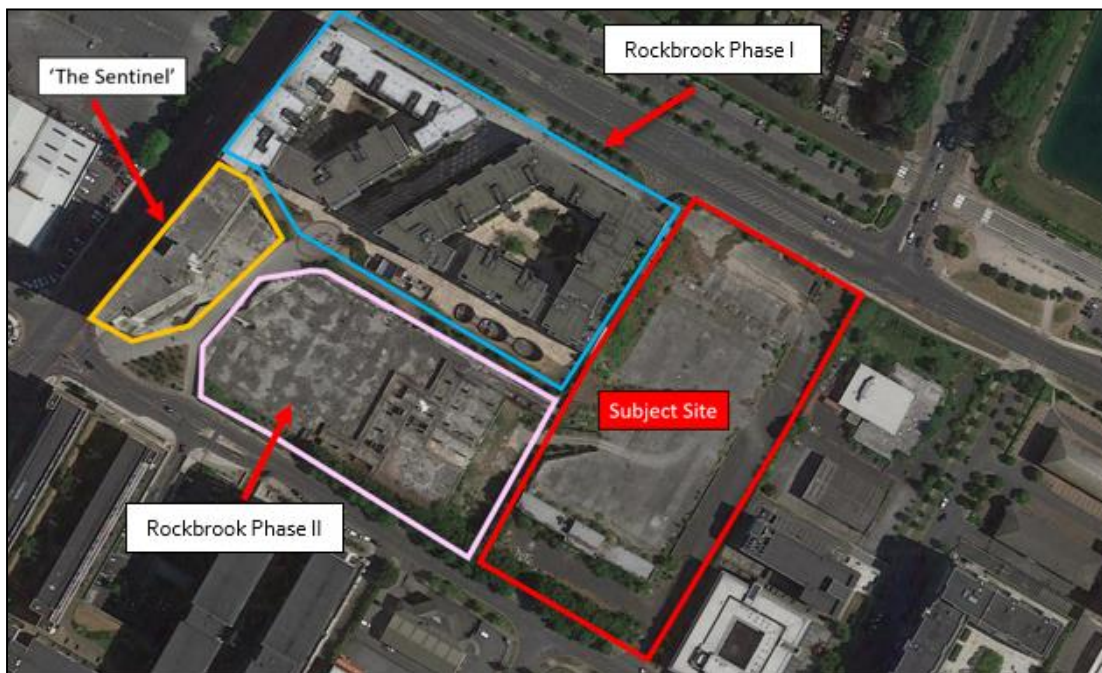 Rockbrook Phase I
'The Sentinel'
Subject Site
Rockbrook Phase II